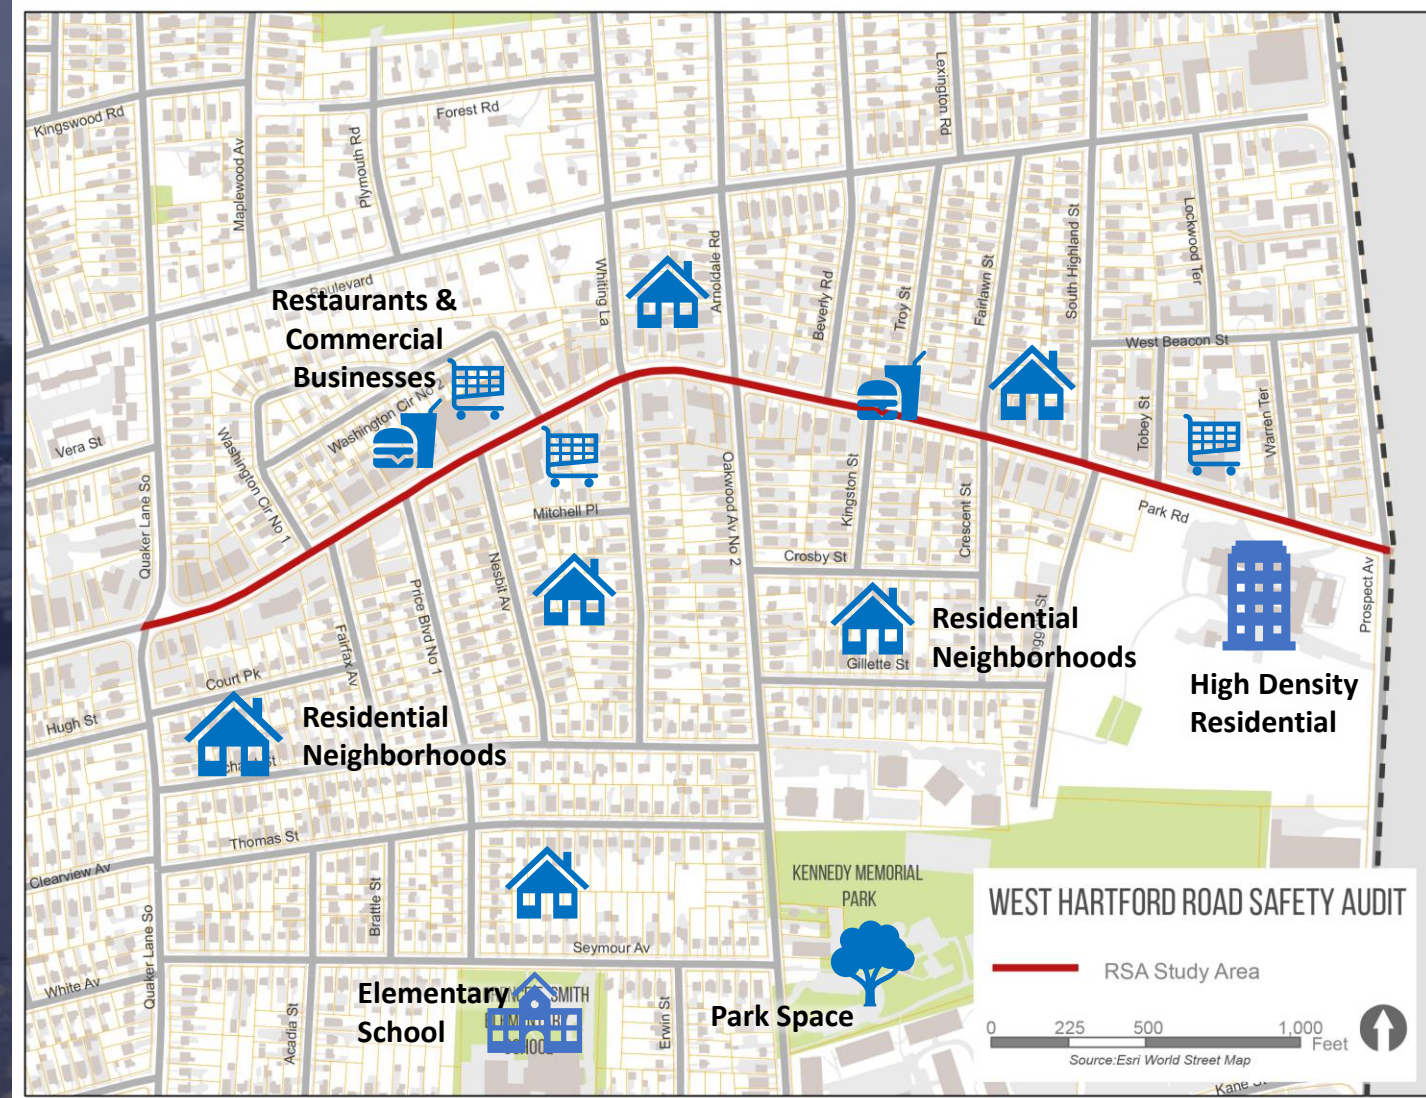 Kingswood Rd
Maplewood Av
Plymouth Rd
Forest Rd
Lexington Rd
Boulevard
Whiting La
Arnoldale Rd
Beverly Rd
Troy St
Fairlawn St
South Highland St
Lockwood Ter
West Beacon St
Restaurants &
Commercial
Businesses
Washington Cir No 2
Washington Cir No 1
Vera St
Quaker Lane So
Mitchell Pl
Nesbit Av
Price Blvd No 1
Fairfax Av
Oakwood Av No 2
Kingston St
Crescent St
Crosby St
Tobey St
Warren Ter
Park Rd
Prospect Av
Gillette St
Residential
Neighborhoods
High Density
Residential
Court Pk
Hugh St
Residential
Neighborhoods
Thomas St
Clearview Av
Brattle St
Quaker Lane So
Seymour Av
White Av
Acadia St
Erwin St
Elementary
School
SMITH
SCHOOL
KENNEDY MEMORIAL
PARK
Park Space
WEST HARTFORD ROAD SAFETY AUDIT
RSA Study Area
0 225 500 1,000
Feet
Source:Esri World Street Map